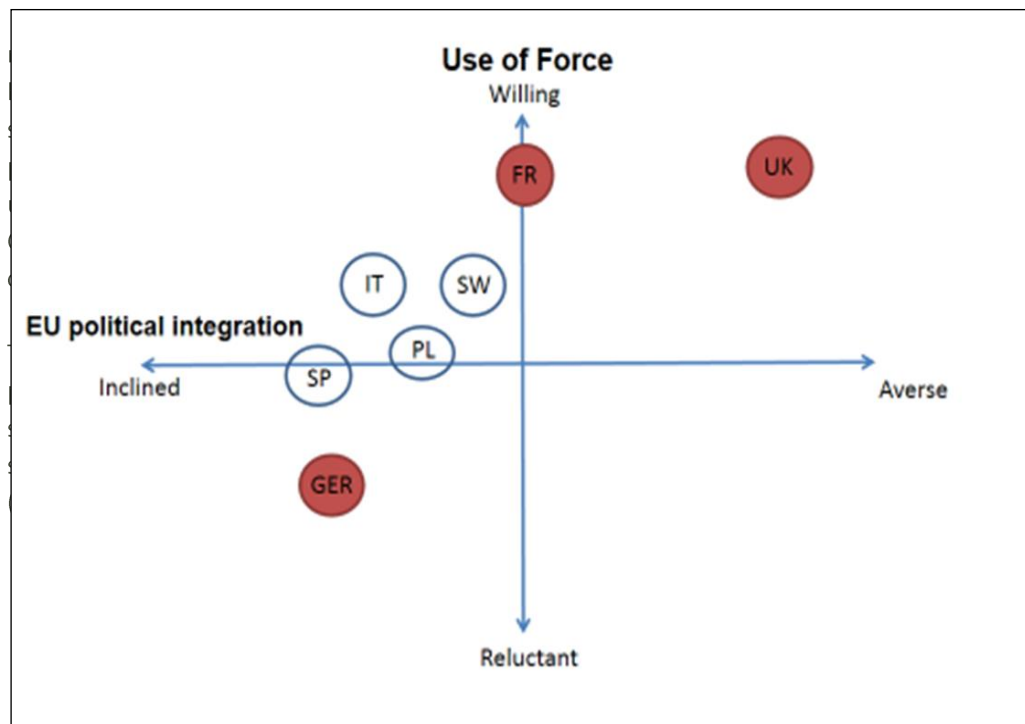 Use of Force
Willing
FR
UK
IT
SW
EU political integration
PL
SP
Inclined
Averse
GER
Reluctant